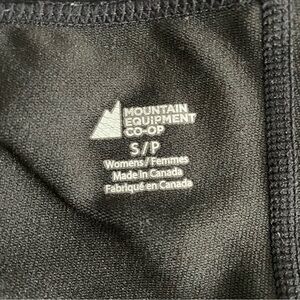 MOUNTAIN
EQUIPMENT
CO-OP
S/P
Womens/Femmes
Made in Canada
Fabriqué en Canada